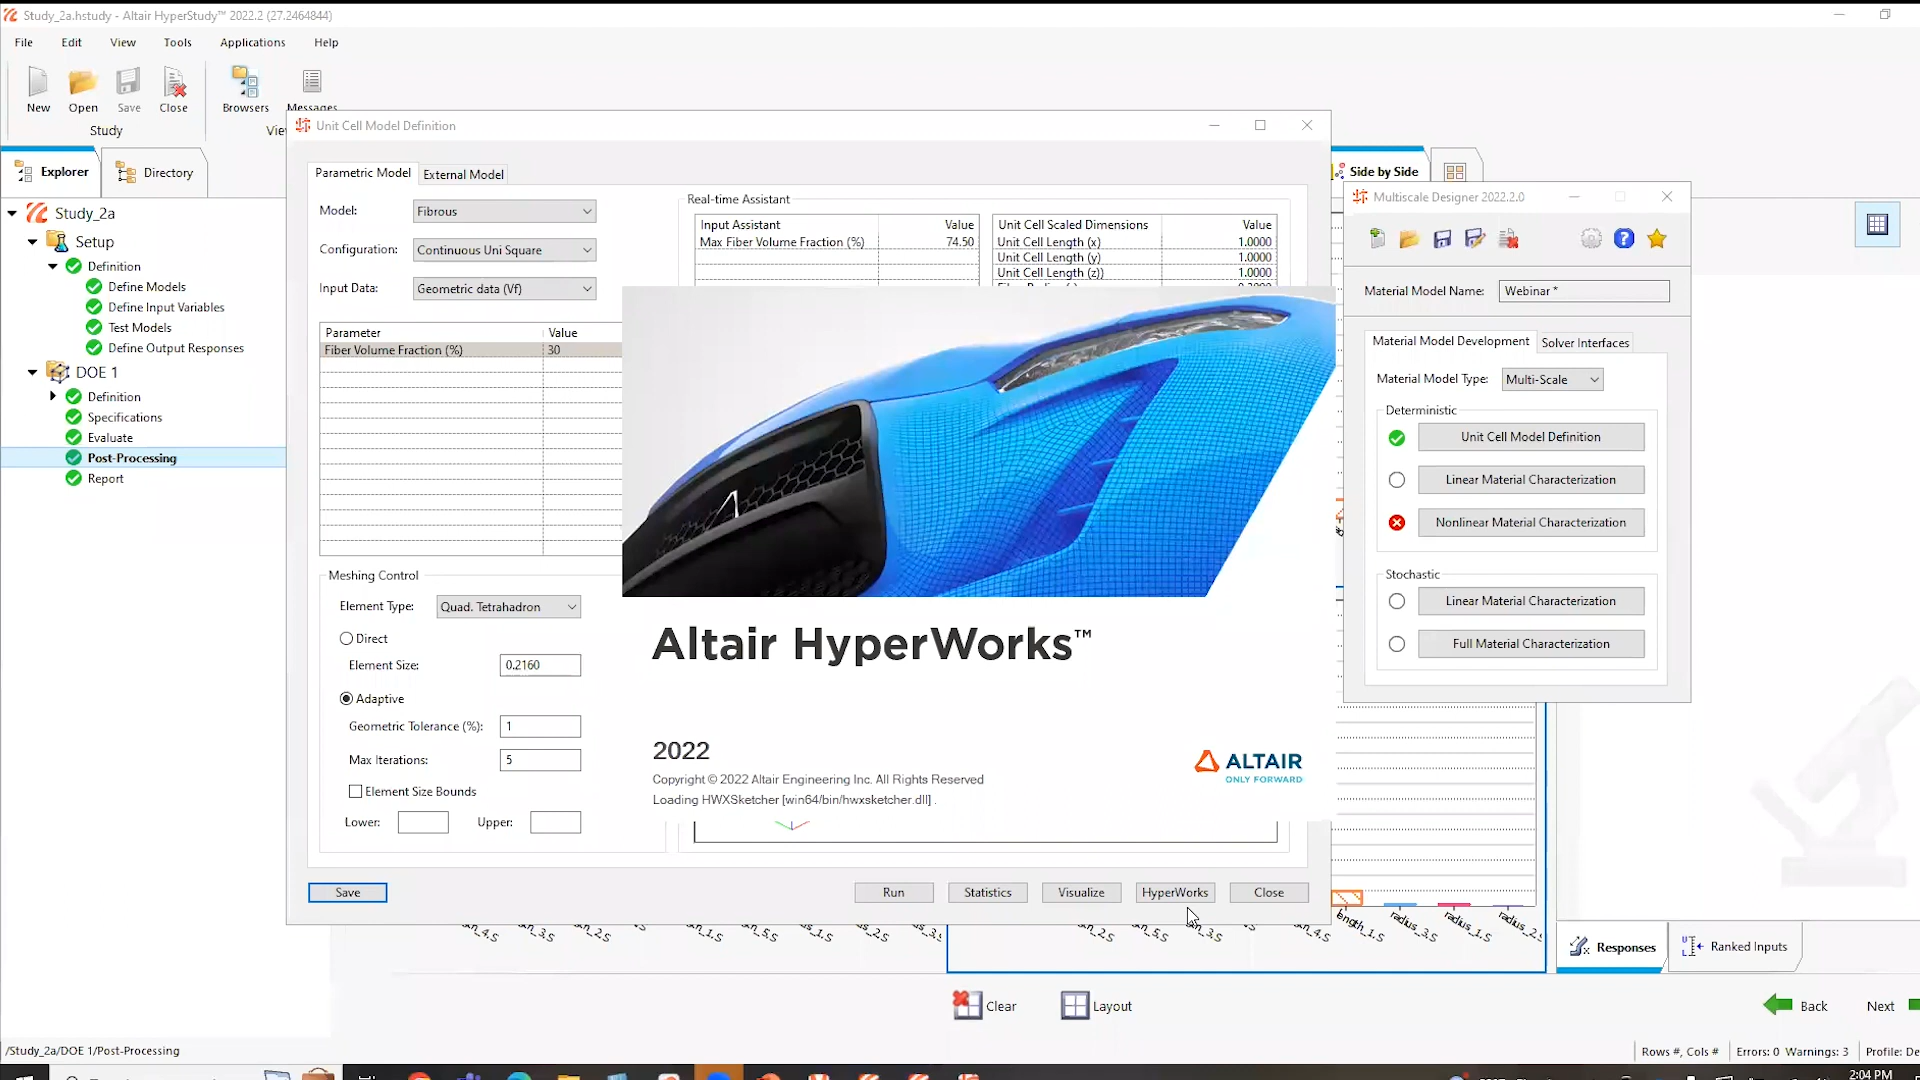 Study_2a.hstudy - Altair HyperStudy™ 2022.2 (27.2464844)
File Edit View Tools Applications Help
New Open Save Close Browsers Messages
Study
Explorer Directory
Study_2a
Setup
Definition
Define Models
Define Input Variables
Test Models
Define Output Responses
DOE 1
Definition
Specifications
Evaluate
Post-Processing
Report
Unit Cell Model Definition
Parametric Model External Model
Model: Fibrous
Configuration: Continuous Uni Square
Input Data: Geometric data (Vf)
Parameter Value
Fiber Volume Fraction (%) 30
Meshing Control
Element Type: Quad. Tetrahadron
Direct
Element Size: 0.2160
Adaptive
Geometric Tolerance (%): 1
Max Iterations: 5
Element Size Bounds
Lower: Upper:
Real-time Assistant
Input Assistant Value
Max Fiber Volume Fraction (%) 74.50
Unit Cell Scaled Dimensions Value
Unit Cell Length (x) 1.0000
Unit Cell Length (y) 1.0000
Unit Cell Length (z)) 1.0000
Altair HyperWorks™
2022
Copyright © 2022 Altair Engineering Inc. All Rights Reserved
Loading HWXSketcher [win64/bin/hwxsketcher.dll] .
ALTAIR
ONLY FORWARD
Save Run Statistics Visualize HyperWorks Close
Side by Side
Multiscale Designer 2022.2.0
Material Model Name: Webinar *
Material Model Development Solver Interfaces
Material Model Type: Multi-Scale
Deterministic
Unit Cell Model Definition
Linear Material Characterization
Nonlinear Material Characterization
Stochastic
Linear Material Characterization
Full Material Characterization
length_1.S radius_3.S radius_1.S
Responses Ranked Inputs
Clear Layout
Back Next
/Study_2a/DOE 1/Post-Processing
Rows #, Cols # Errors: 0 Warnings: 3 Profile: De
2:04 PM